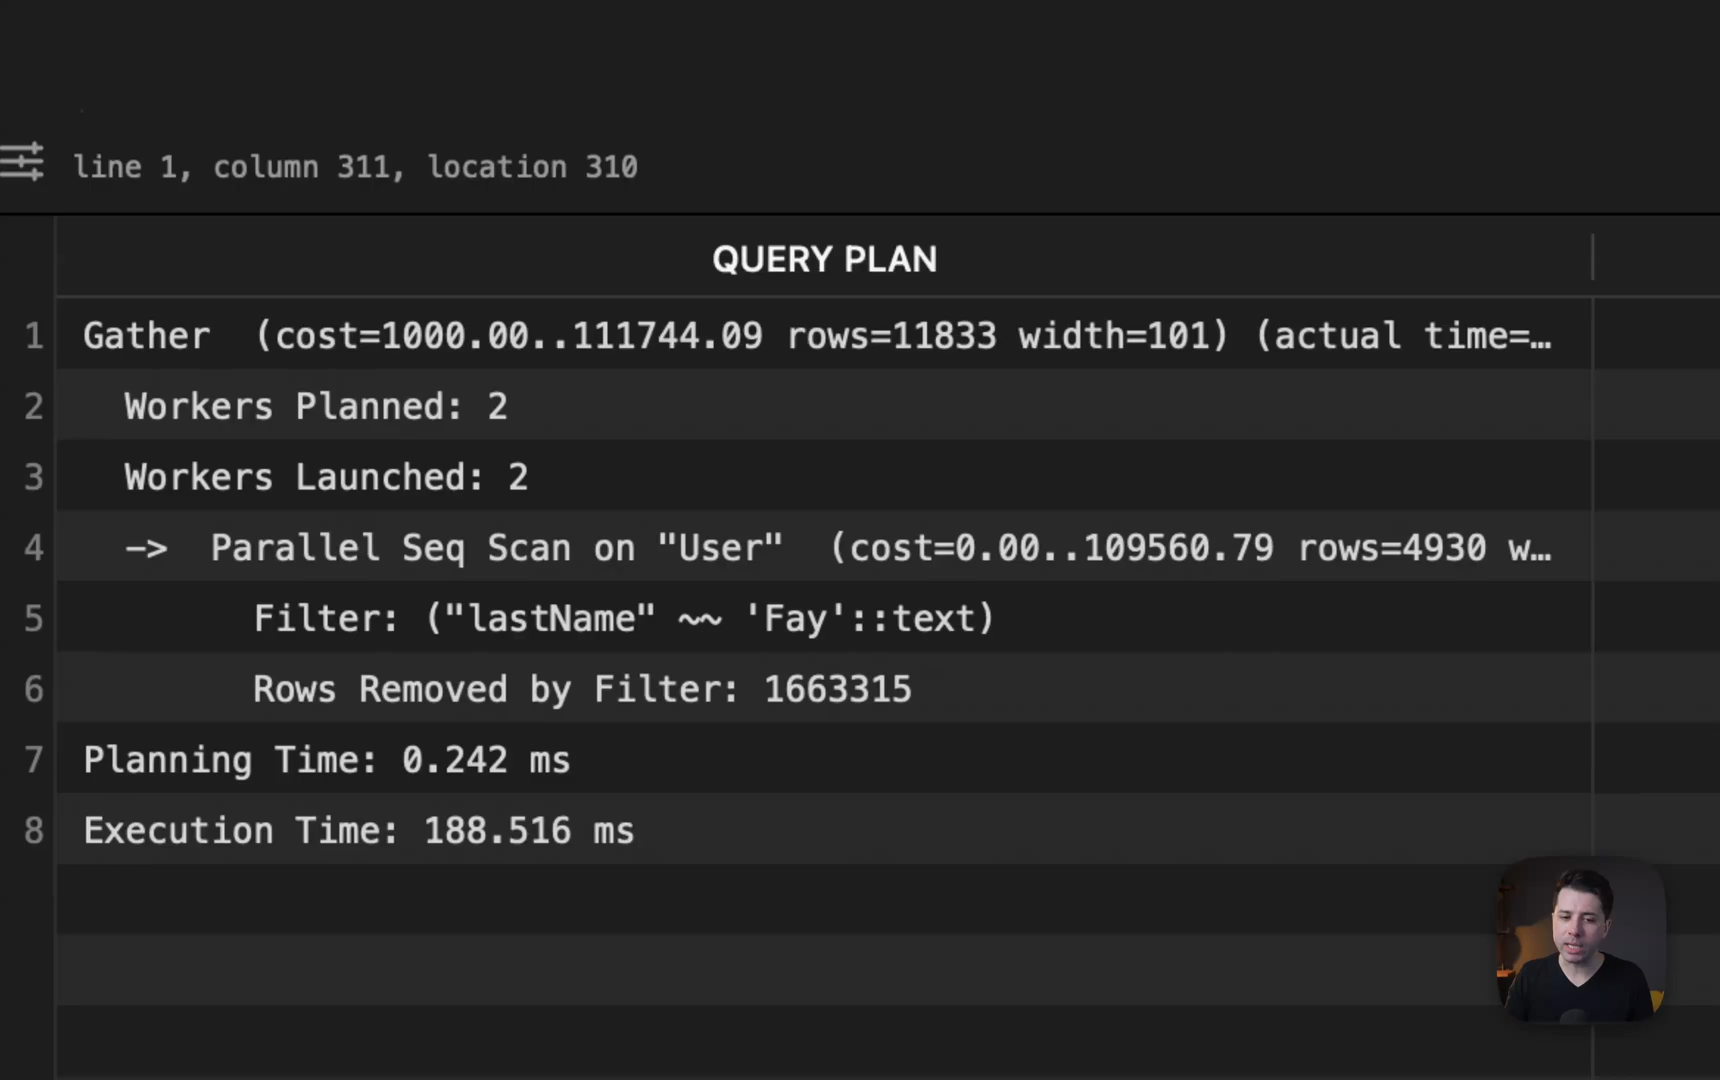 line 1, column 311, location 310
QUERY PLAN
1 Gather  (cost=1000.00..111744.09 rows=11833 width=101) (actual time=…
2 Workers Planned: 2
3 Workers Launched: 2
4 ->  Parallel Seq Scan on "User"  (cost=0.00..109560.79 rows=4930 w…
5 Filter: ("lastName" ~~ 'Fay'::text)
6 Rows Removed by Filter: 1663315
7 Planning Time: 0.242 ms
8 Execution Time: 188.516 ms